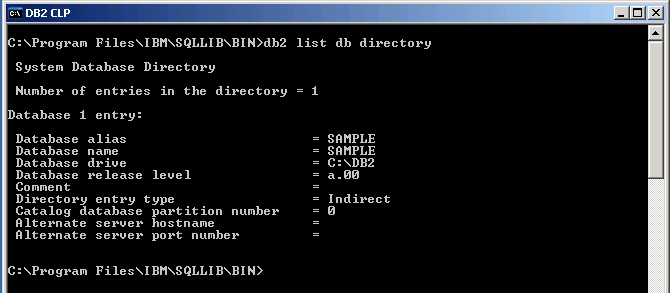 DB2 CLP
C:\Program Files\IBM\SQLLIB\BIN>db2 list db directory
System Database Directory
Number of entries in the directory = 1
Database 1 entry:
Database alias = SAMPLE
Database name = SAMPLE
Database drive = C:\DB2
Database release level = a.00
Comment =
Directory entry type = Indirect
Catalog database partition number = 0
Alternate server hostname =
Alternate server port number =
C:\Program Files\IBM\SQLLIB\BIN>